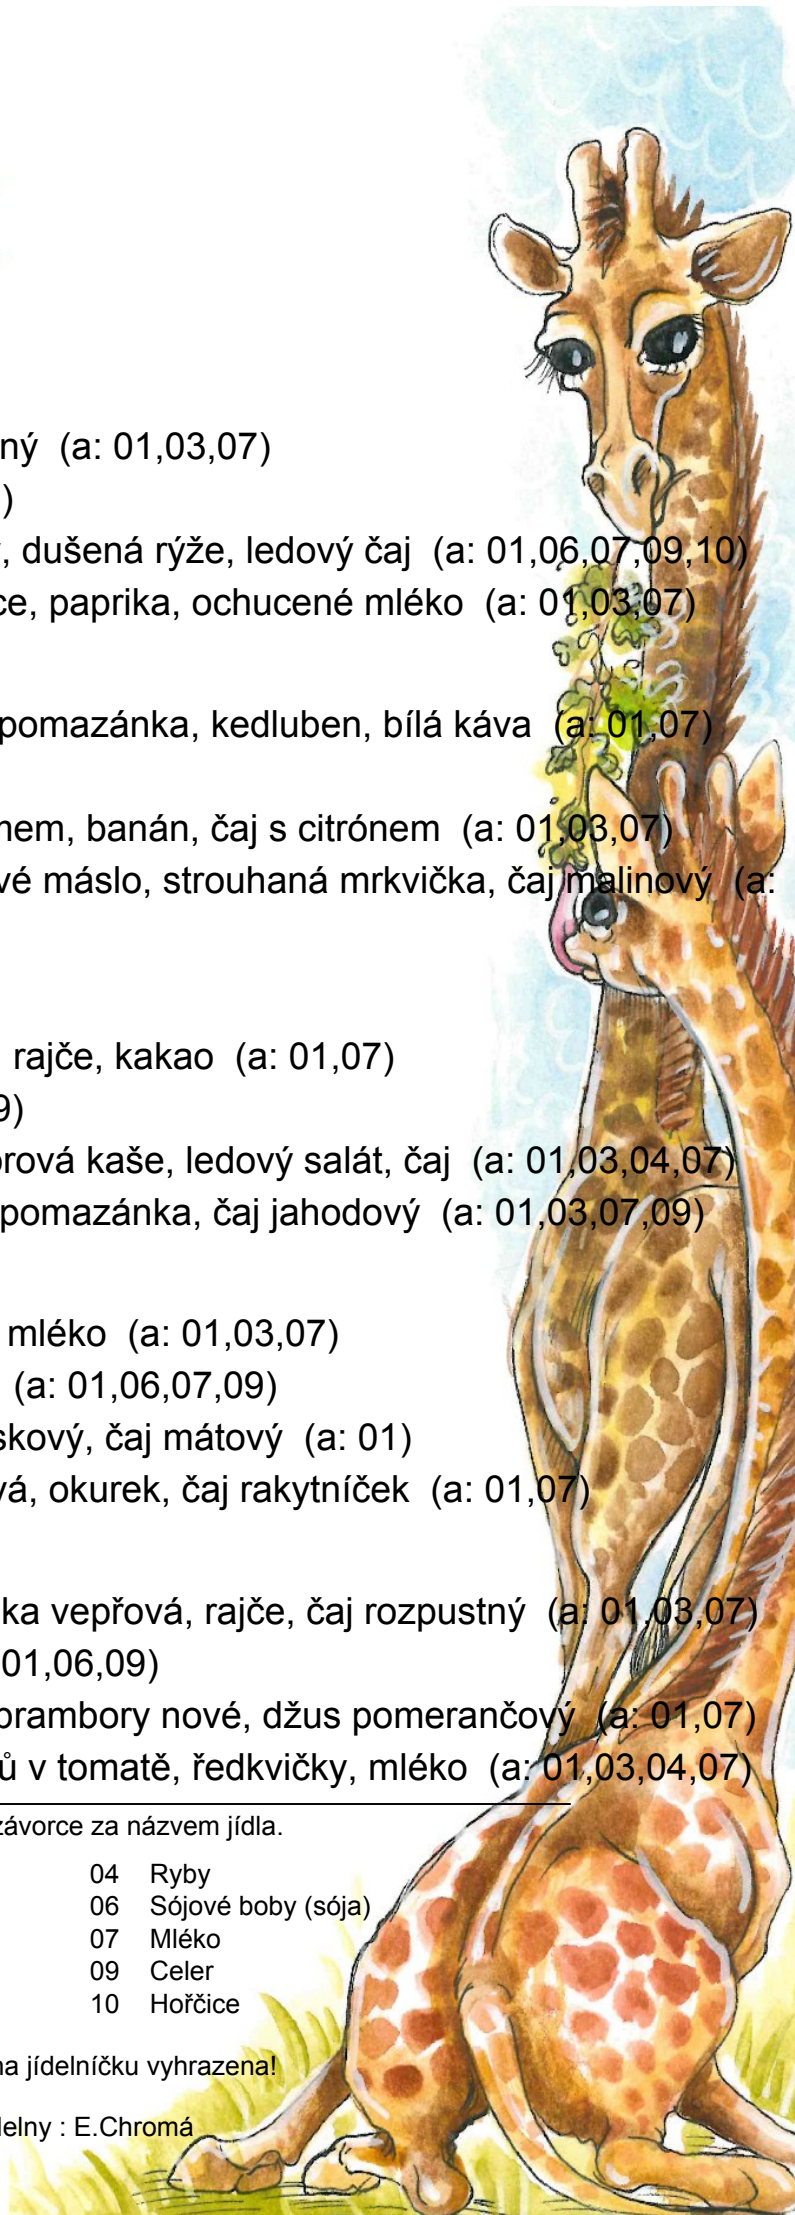 ný (a: 01,03,07)
)
, dušená rýže, ledový čaj (a: 01,06,07,09,10)
ce, paprika, ochucené mléko (a: 01,03,07)
pomazánka, kedluben, bílá káva (a: 01,07)
mem, banán, čaj s citrónem (a: 01,03,07)
vé máslo, strouhaná mrkvička, čaj malinový (a:
rajče, kakao (a: 01,07)
9)
orová kaše, ledový salát, čaj (a: 01,03,04,07)
pomazánka, čaj jahodový (a: 01,03,07,09)
mléko (a: 01,03,07)
(a: 01,06,07,09)
skový, čaj mátový (a: 01)
vá, okurek, čaj rakytníček (a: 01,07)
ka vepřová, rajče, čaj rozpustný (a: 01,03,07)
01,06,09)
brambory nové, džus pomerančový (a: 01,07)
ů v tomatě, ředkvičky, mléko (a: 01,03,04,07)
závorce za názvem jídla.
04 Ryby
06 Sójové boby (sója)
07 Mléko
09 Celer
10 Hořčice
na jídelníčku vyhrazena!
delny : E.Chromá